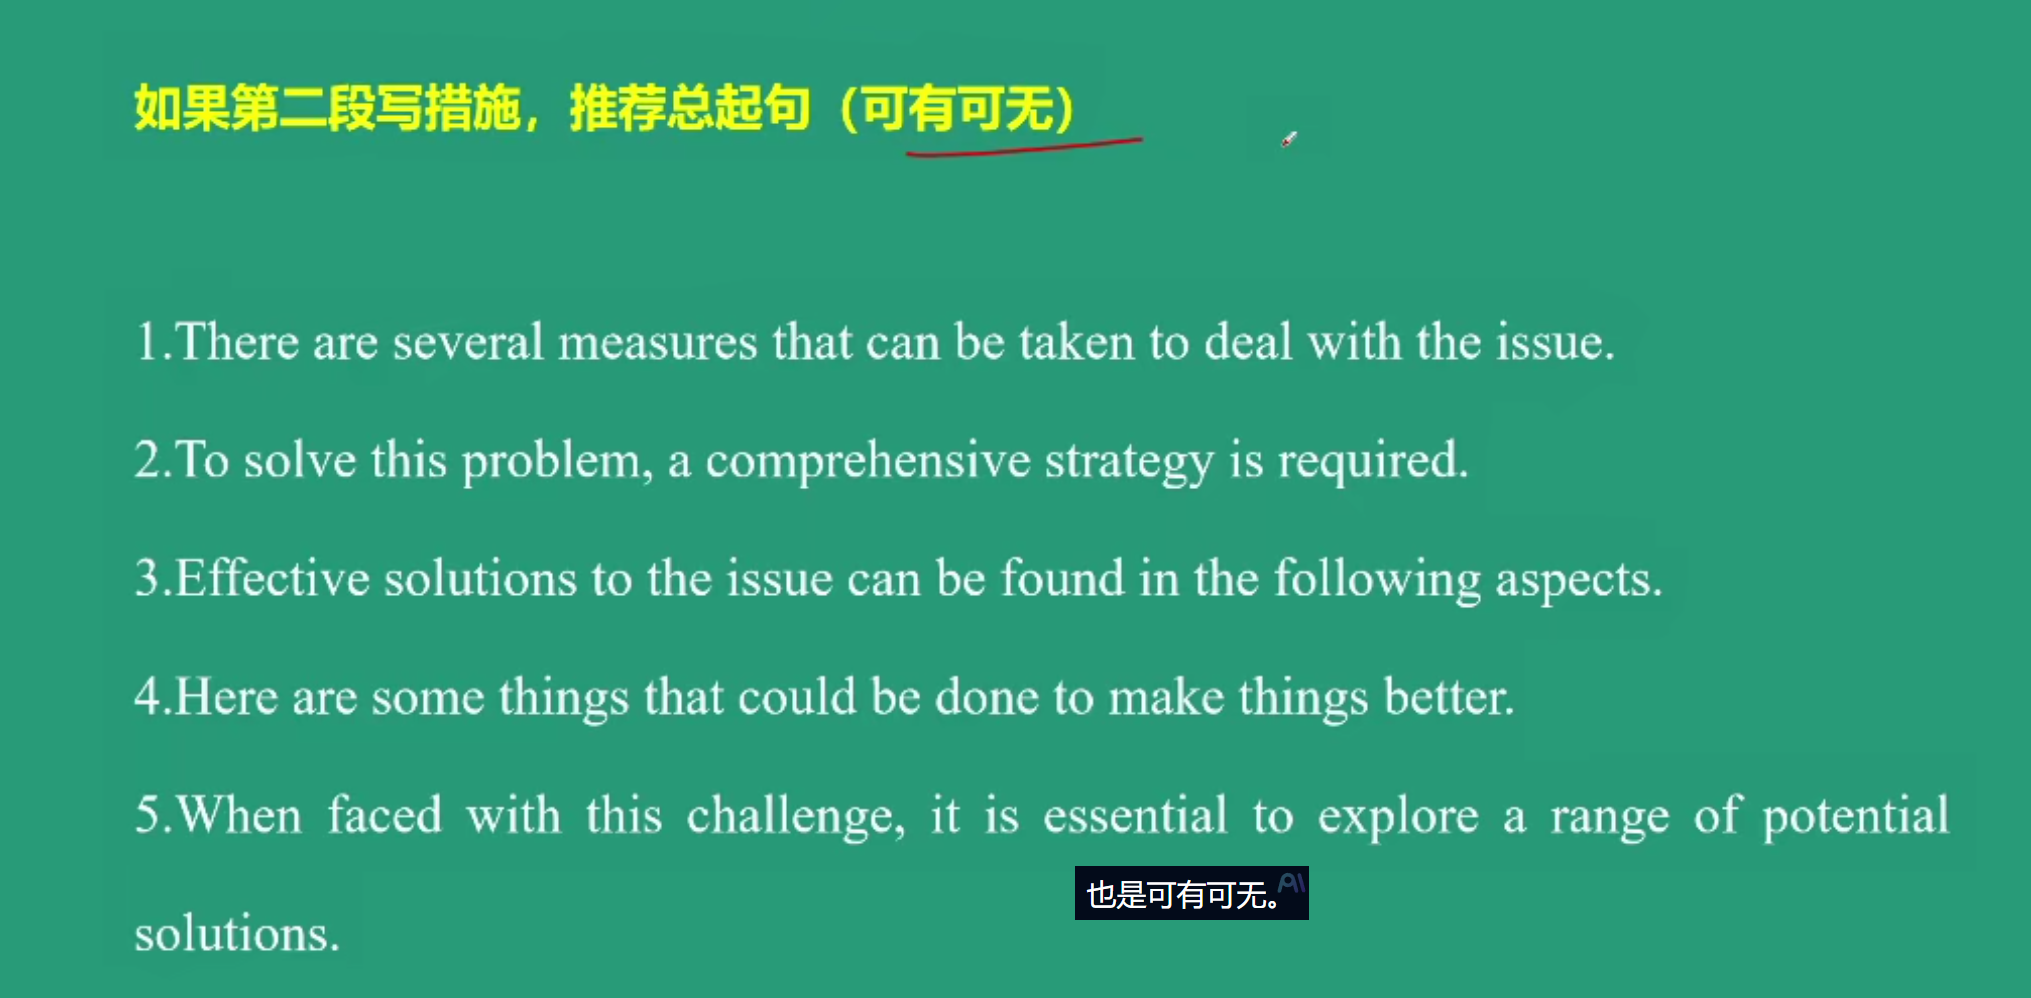 如果第二段写措施，推荐总起句（可有可无）
1.There are several measures that can be taken to deal with the issue.
2.To solve this problem, a comprehensive strategy is required.
3.Effective solutions to the issue can be found in the following aspects.
4.Here are some things that could be done to make things better.
5.When faced with this challenge, it is essential to explore a range of potential
也是可有可无。AI
solutions.